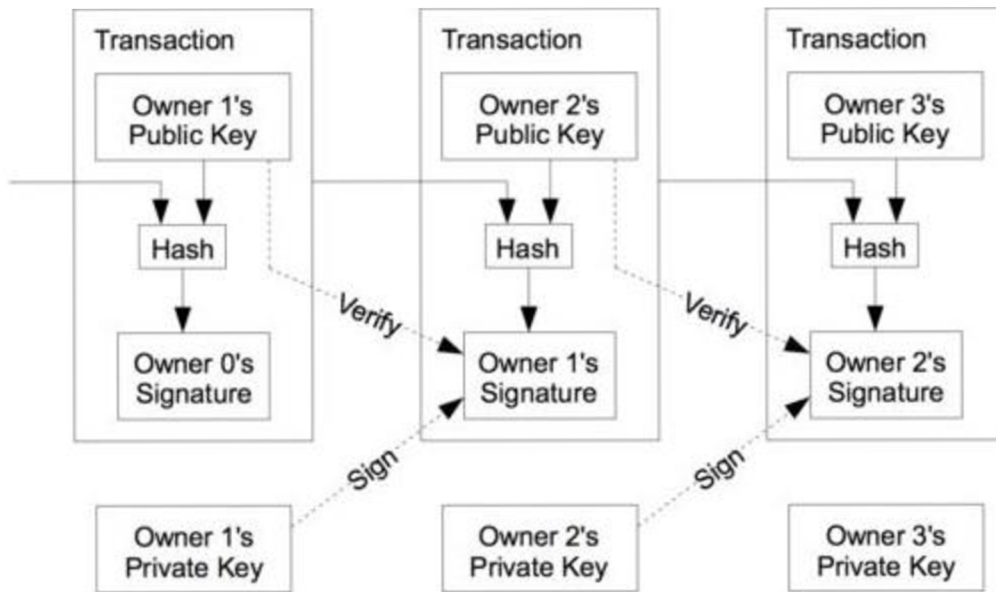 Transaction
Owner 1's
Public Key
Hash
Owner 0's
Signature
Verify
Sign
Owner 1's
Private Key
Transaction
Owner 2's
Public Key
Hash
Owner 1's
Signature
Verify
Sign
Owner 2's
Private Key
Transaction
Owner 3's
Public Key
Hash
Owner 2's
Signature
Owner 3's
Private Key